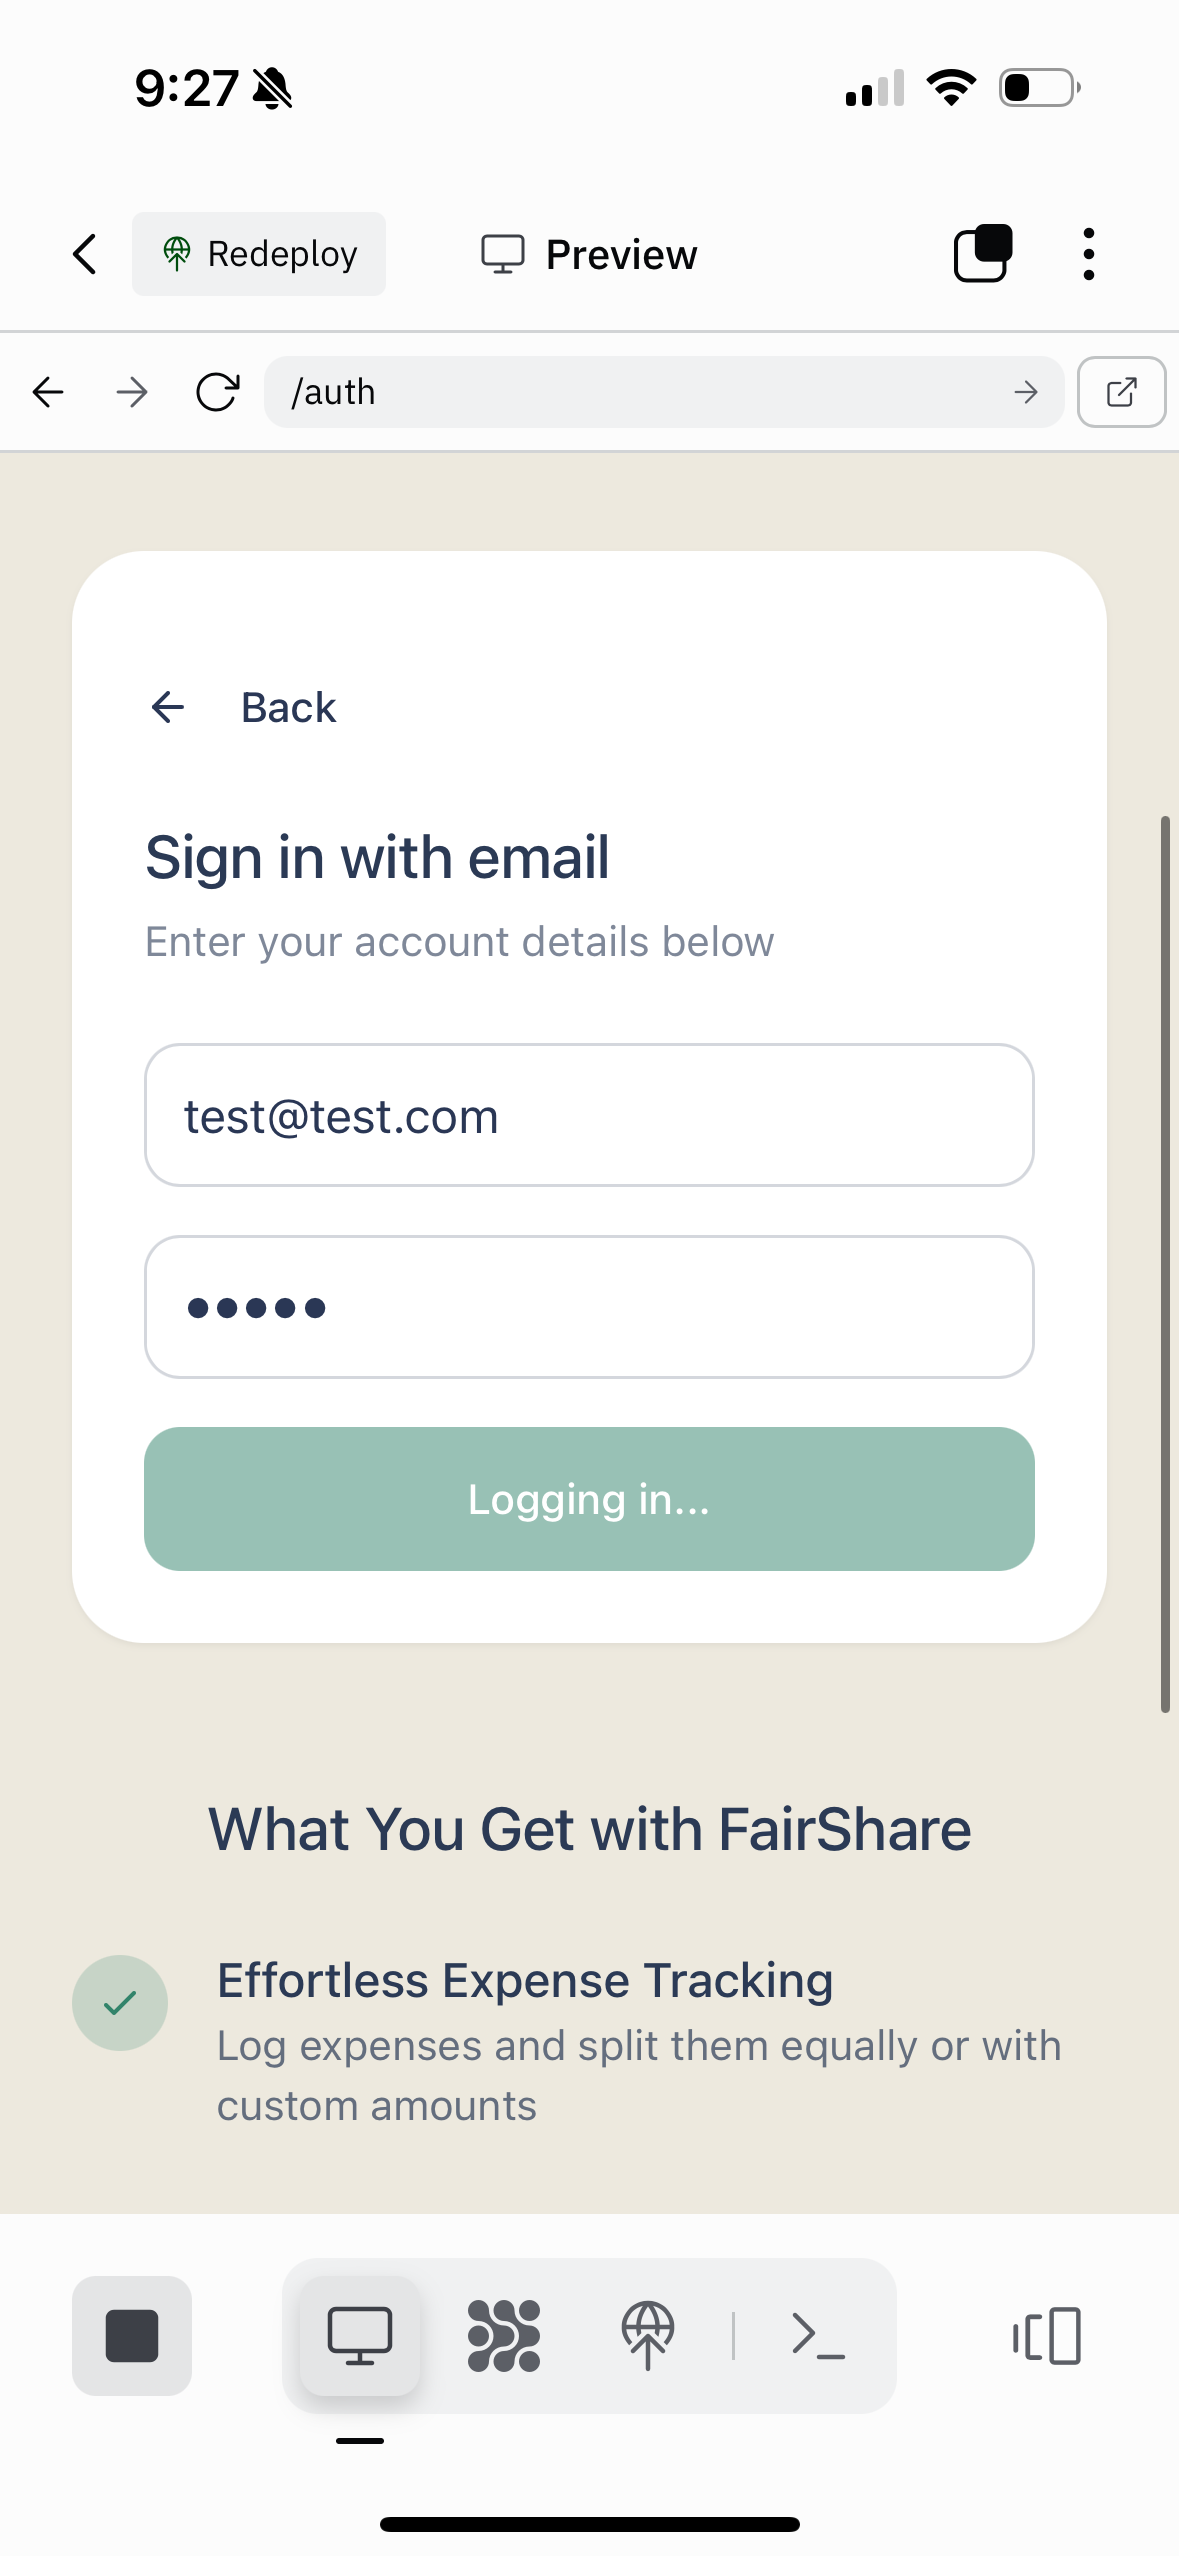 9:27
Redeploy
Preview
/auth
Back
Sign in with email
Enter your account details below
test@test.com
•••••
Logging in...
What You Get with FairShare
Effortless Expense Tracking
Log expenses and split them equally or with
custom amounts